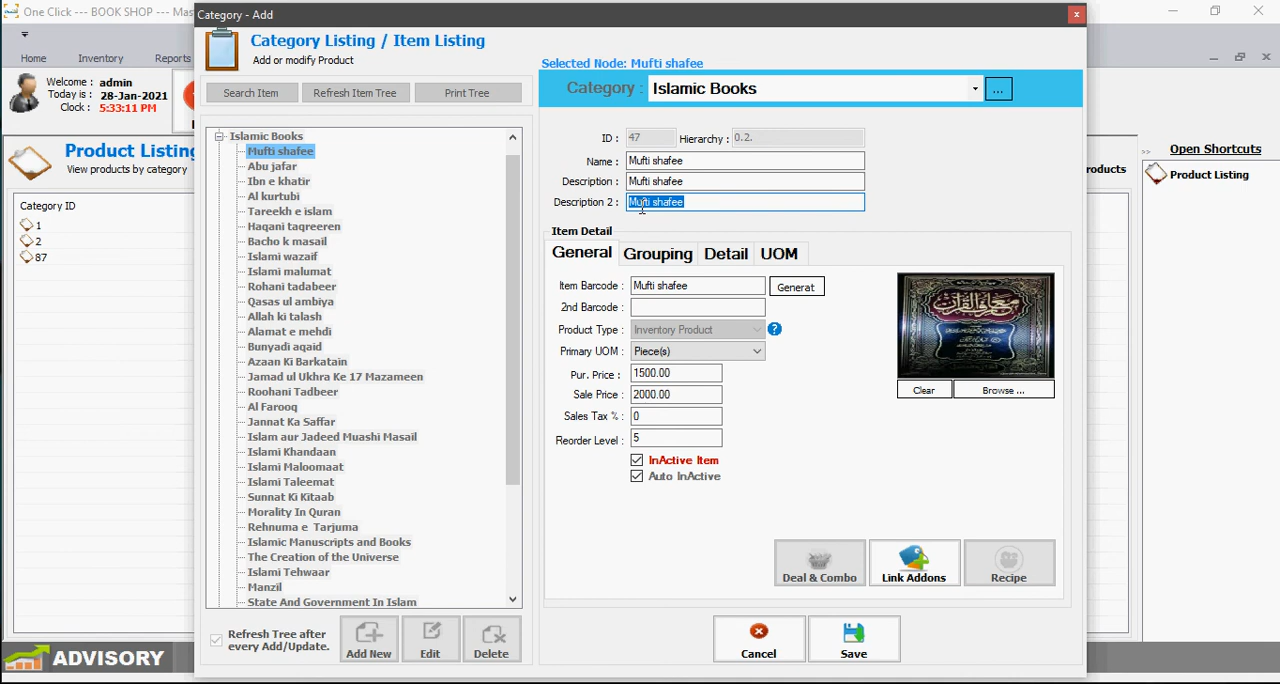 One Click --- BOOK SHOP --- Mas
Category - Add
x
Home
Inventory
Reports
Welcome : admin
Today is : 28-Jan-2021
Clock : 5:33:11 PM
Category Listing / Item Listing
Add or modify Product
Search Item
Refresh Item Tree
Print Tree
Selected Node: Mufti shafee
Category : Islamic Books
...
Product Listing
View products by category
Category ID
1
2
87
Islamic Books
Mufti shafee
Abu jafar
Ibn e khatir
Al kurtubi
Tareekh e islam
Haqani taqreeren
Bacho k masail
Islami wazaif
Islami malumat
Rohani tadabeer
Qasas ul ambiya
Allah ki talash
Alamat e mehdi
Bunyadi aqaid
Azaan Ki Barkatain
Jamad ul Ukhra Ke 17 Mazameen
Roohani Tadbeer
Al Farooq
Jannat Ka Saffar
Islam aur Jadeed Muashi Masail
Islami Khandaan
Islami Maloomaat
Islami Taleemat
Sunnat Ki Kitaab
Morality In Quran
Rehnuma e Tarjuma
Islamic Manuscripts and Books
The Creation of the Universe
Islami Tehwaar
Manzil
State And Government In Islam
Refresh Tree after
every Add/Update.
Add New
Edit
Delete
ID : 47 Hierarchy : 0.2.
Name : Mufti shafee
Description : Mufti shafee
Description 2 : Mufti shafee
Item Detail
General
Grouping
Detail
UOM
Item Barcode : Mufti shafee
Generat
2nd Barcode :
Product Type : Inventory Product
?
Primary UOM : Piece(s)
Pur. Price : 1500.00
Sale Price : 2000.00
Sales Tax % : 0
Reorder Level : 5
InActive Item
Auto InActive
معارف القرآن
Clear
Browse ...
Deal & Combo
Link Addons
Recipe
Cancel
Save
roducts
>>
Open Shortcuts
Product Listing
ADVISORY